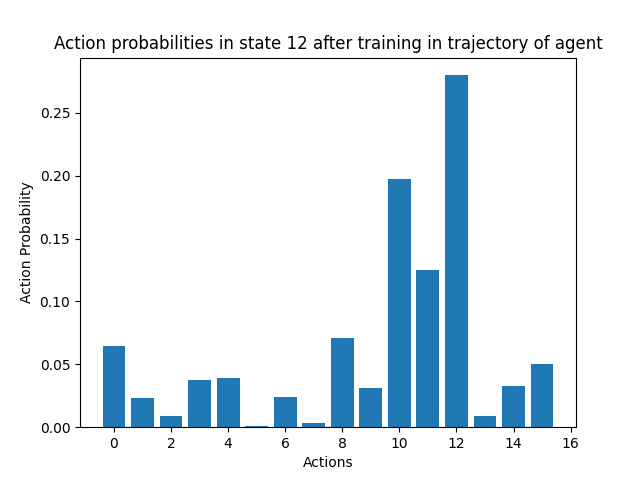 Action probabilities in state 12 after training in trajectory of agent
0.25
0.20
0.15
0.10
0.05
0.00
Action Probability
0 2 4 6 8 10 12 14 16
Actions